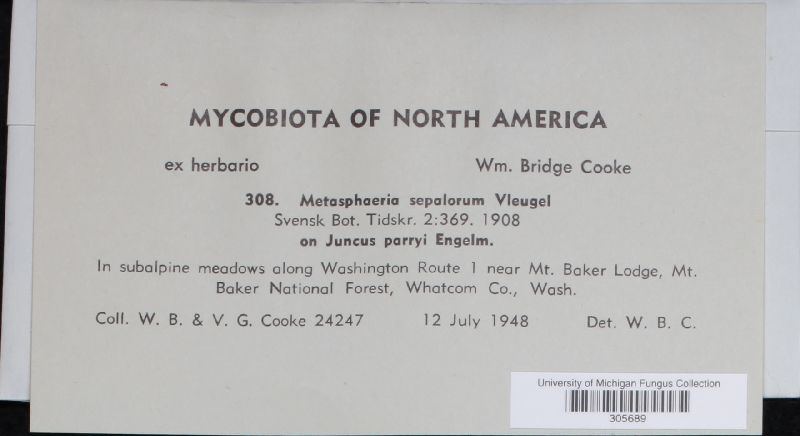 MYCOBIOTA OF NORTH AMERICA
ex herbario Wm. Bridge Cooke
308. Metasphaeria sepalorum Vleugel
Svensk Bot. Tidskr. 2:369. 1908
on Juncus parryi Engelm.
In subalpine meadows along Washington Route 1 near Mt. Baker Lodge, Mt.
Baker National Forest, Whatcom Co., Wash.
Coll. W. B. & V. G. Cooke 24247 12 July 1948 Det. W. B. C.
University of Michigan Fungus Collection
305689